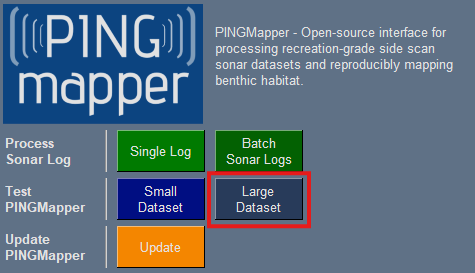 PING
mapper
PINGMapper - Open-source interface for
processing recreation-grade side scan
sonar datasets and reproducibly mapping
benthic habitat.
Process
Sonar Log
Single Log
Batch
Sonar Logs
Test
PINGMapper
Small
Dataset
Large
Dataset
Update
PINGMapper
Update